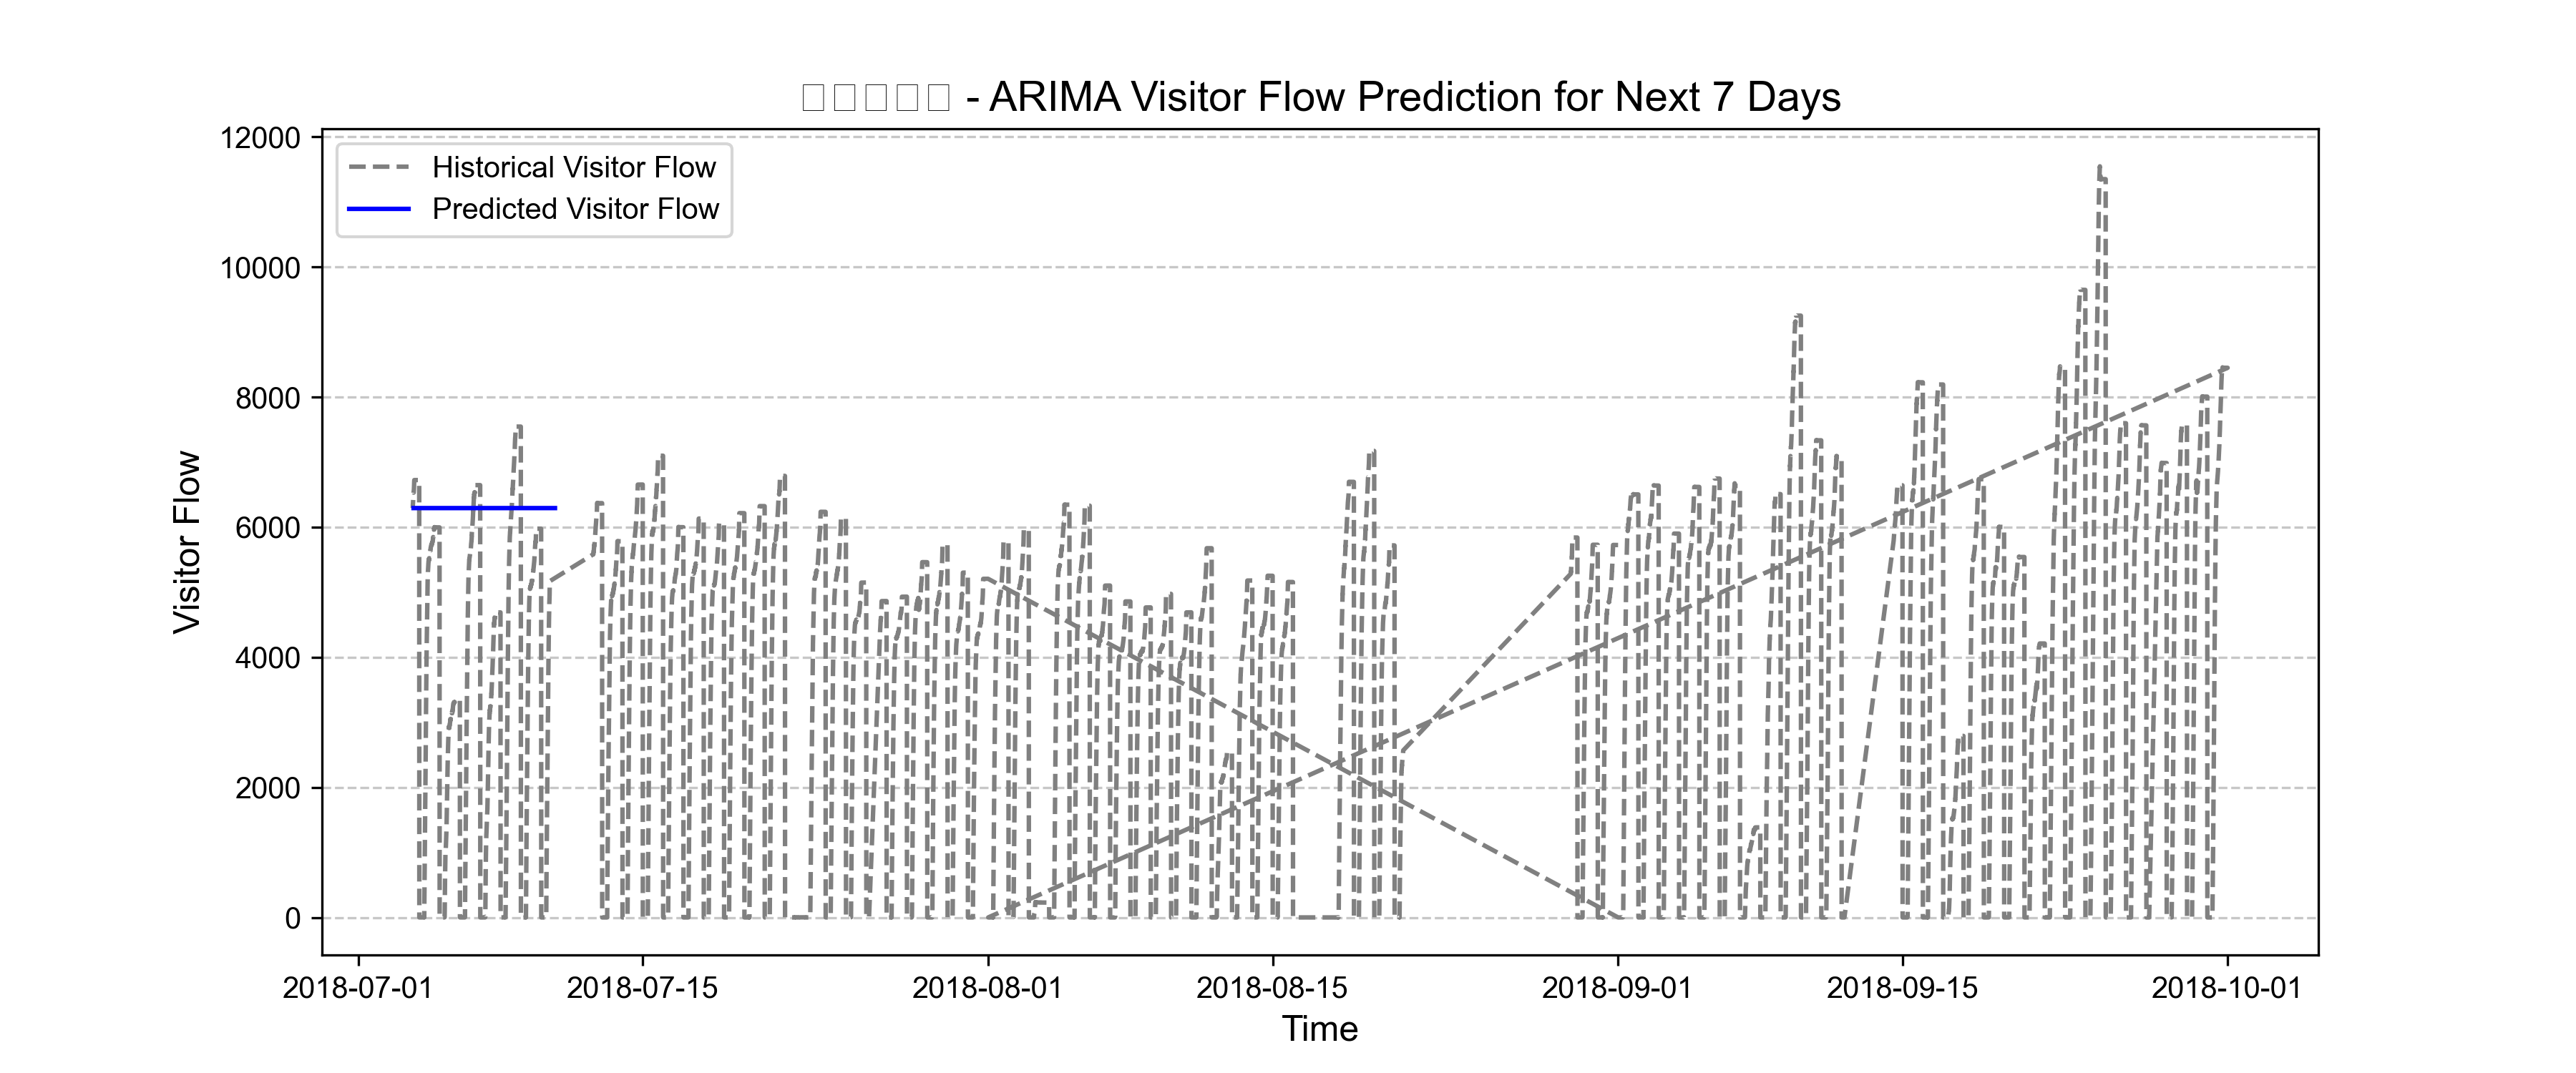 - ARIMA Visitor Flow Prediction for Next 7 Days
Historical Visitor Flow
Predicted Visitor Flow
Visitor Flow
12000
10000
8000
6000
4000
2000
0
2018-07-01
2018-07-15
2018-08-01
2018-08-15
2018-09-01
2018-09-15
2018-10-01
Time